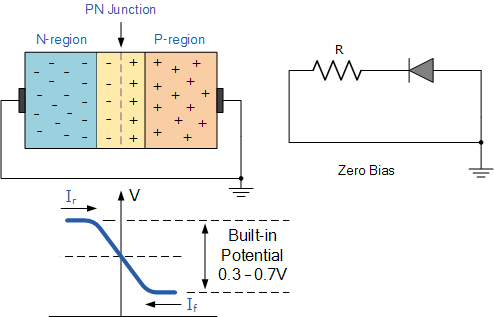 PN Junction
N-region
P-region
R
Zero Bias
Ir
V
Built-in
Potential
0.3 - 0.7V
If